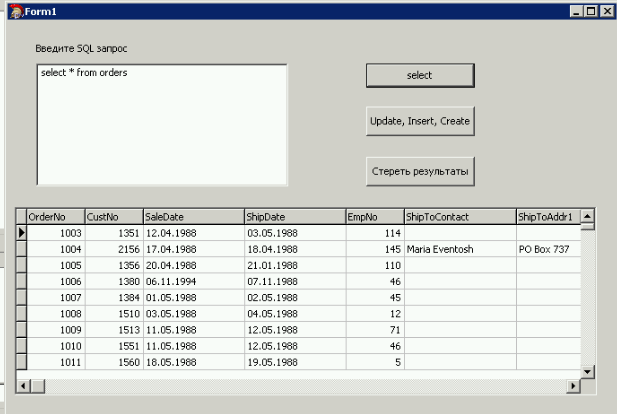 Form1
Введите SQL запрос
select * from orders
select
Update, Insert, Create
Стереть результаты
OrderNo CustNo SaleDate ShipDate EmpNo ShipToContact ShipToAddr1
1003 1351 12.04.1988 03.05.1988 114
1004 2156 17.04.1988 18.04.1988 145 Maria Eventosh PO Box 737
1005 1356 20.04.1988 21.01.1988 110
1006 1380 06.11.1994 07.11.1988 46
1007 1384 01.05.1988 02.05.1988 45
1008 1510 03.05.1988 04.05.1988 12
1009 1513 11.05.1988 12.05.1988 71
1010 1551 11.05.1988 12.05.1988 46
1011 1560 18.05.1988 19.05.1988 5